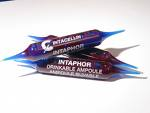 INTACELLIN
INTAPHOR
INTAPHOR
DRINKABLE AMPOULE
AMPOULE BUVABLE